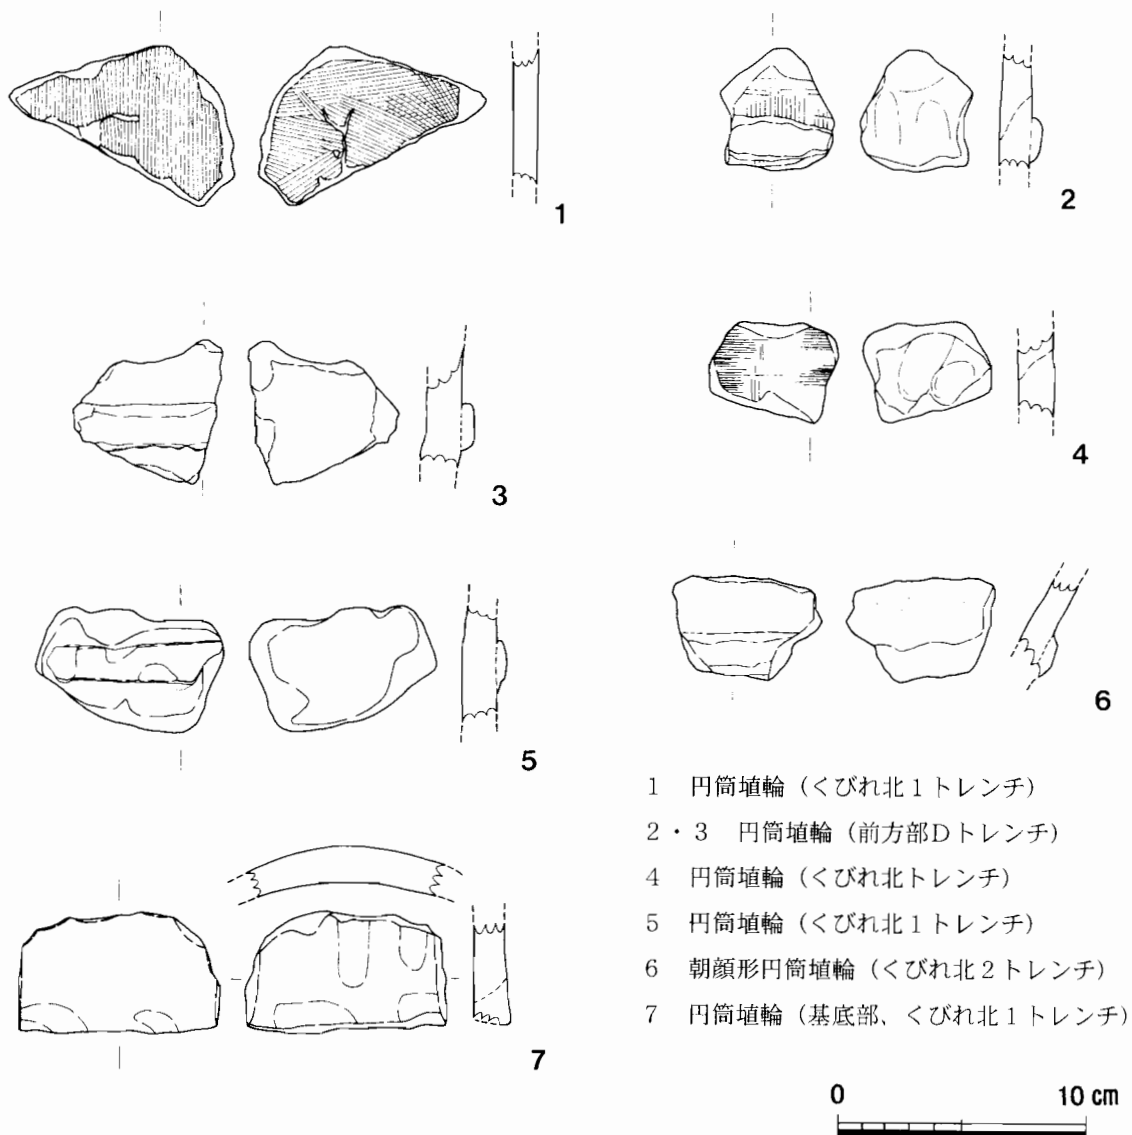 1
2
3
4
5
6
7
1 円筒埴輪（くびれ北1トレンチ）
2・3 円筒埴輪（前方部Dトレンチ）
4 円筒埴輪（くびれ北トレンチ）
5 円筒埴輪（くびれ北1トレンチ）
6 朝顔形円筒埴輪（くびれ北2トレンチ）
7 円筒埴輪（基底部、くびれ北1トレンチ）
0 10 cm